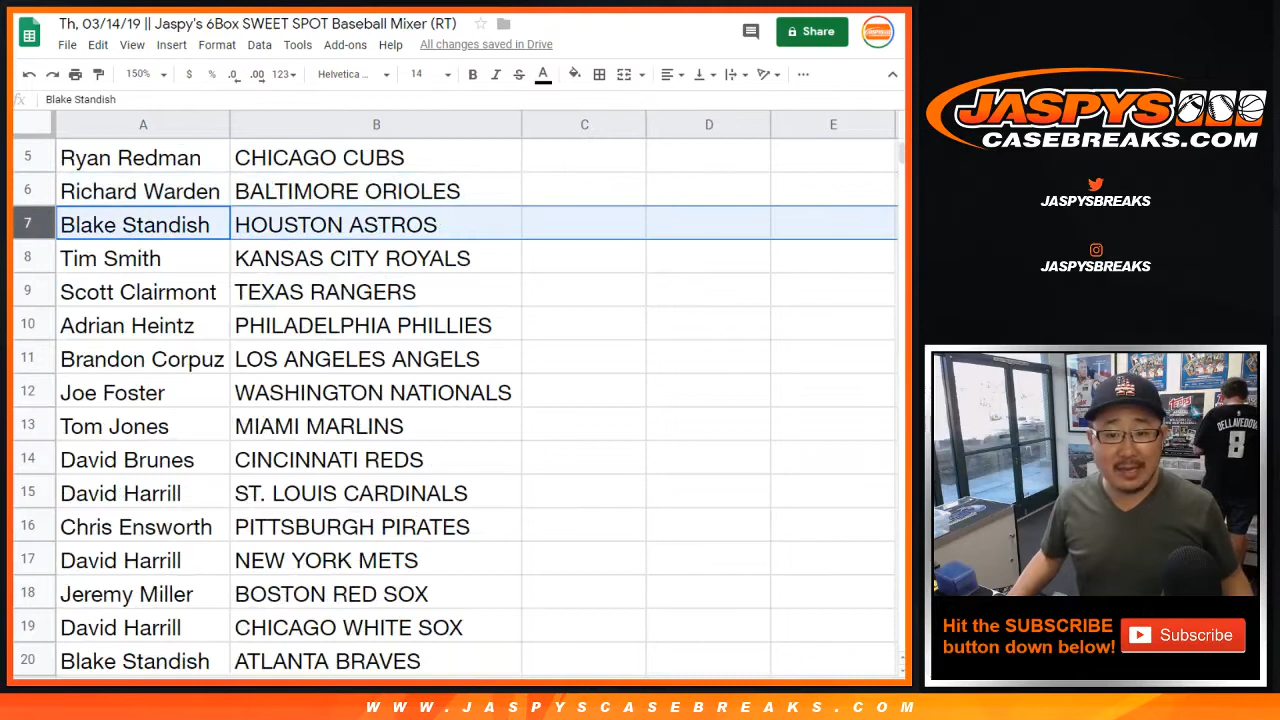 Th, 03/14/19 || Jaspy's 6Box SWEET SPOT Baseball Mixer (RT)
File Edit View Insert Format Data Tools Add-ons Help All changes saved in Drive
Share
150% $ % .0 .00 123 Helvetica ... 14 B I S A
fx Blake Standish
A B C D E
5 Ryan Redman CHICAGO CUBS
6 Richard Warden BALTIMORE ORIOLES
7 Blake Standish HOUSTON ASTROS
8 Tim Smith KANSAS CITY ROYALS
9 Scott Clairmont TEXAS RANGERS
10 Adrian Heintz PHILADELPHIA PHILLIES
11 Brandon Corpuz LOS ANGELES ANGELS
12 Joe Foster WASHINGTON NATIONALS
13 Tom Jones MIAMI MARLINS
14 David Brunes CINCINNATI REDS
15 David Harrill ST. LOUIS CARDINALS
16 Chris Ensworth PITTSBURGH PIRATES
17 David Harrill NEW YORK METS
18 Jeremy Miller BOSTON RED SOX
19 David Harrill CHICAGO WHITE SOX
20 Blake Standish ATLANTA BRAVES
JASPYS
CASEBREAKS.COM
JASPYSBREAKS
JASPYSBREAKS
DELLAVEDOVA
8
Hit the SUBSCRIBE
button down below!
Subscribe
WWW.JASPYSCASEBREAKS.COM